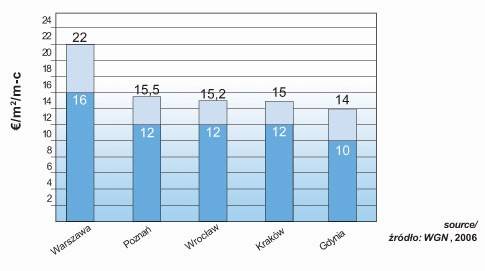 24
22
20
18
16
14
12
10
8
6
4
2
€/m²/m-c
22
16
15,5
12
15,2
12
15
12
14
10
Warszawa
Poznań
Wrocław
Kraków
Gdynia
source/
źródło: WGN , 2006